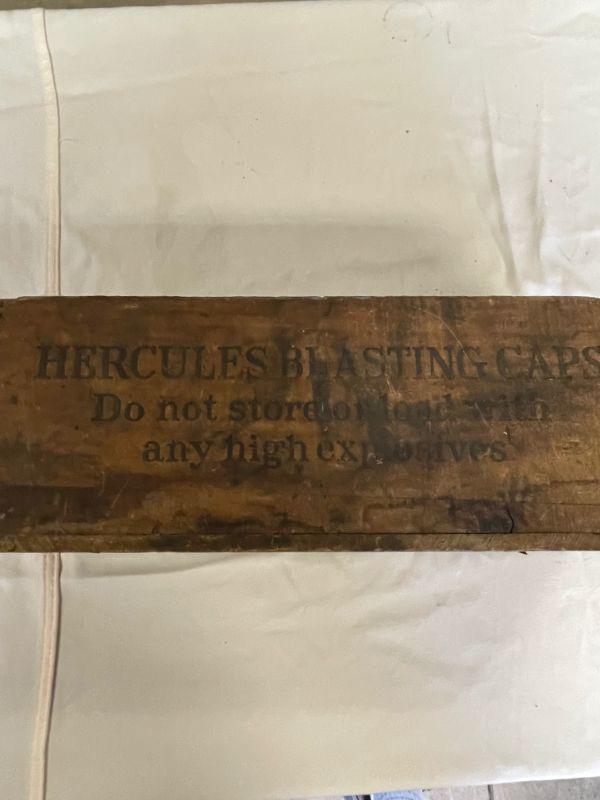 HERCULES BLASTING CAPS
Do not store or load with
any high explosives